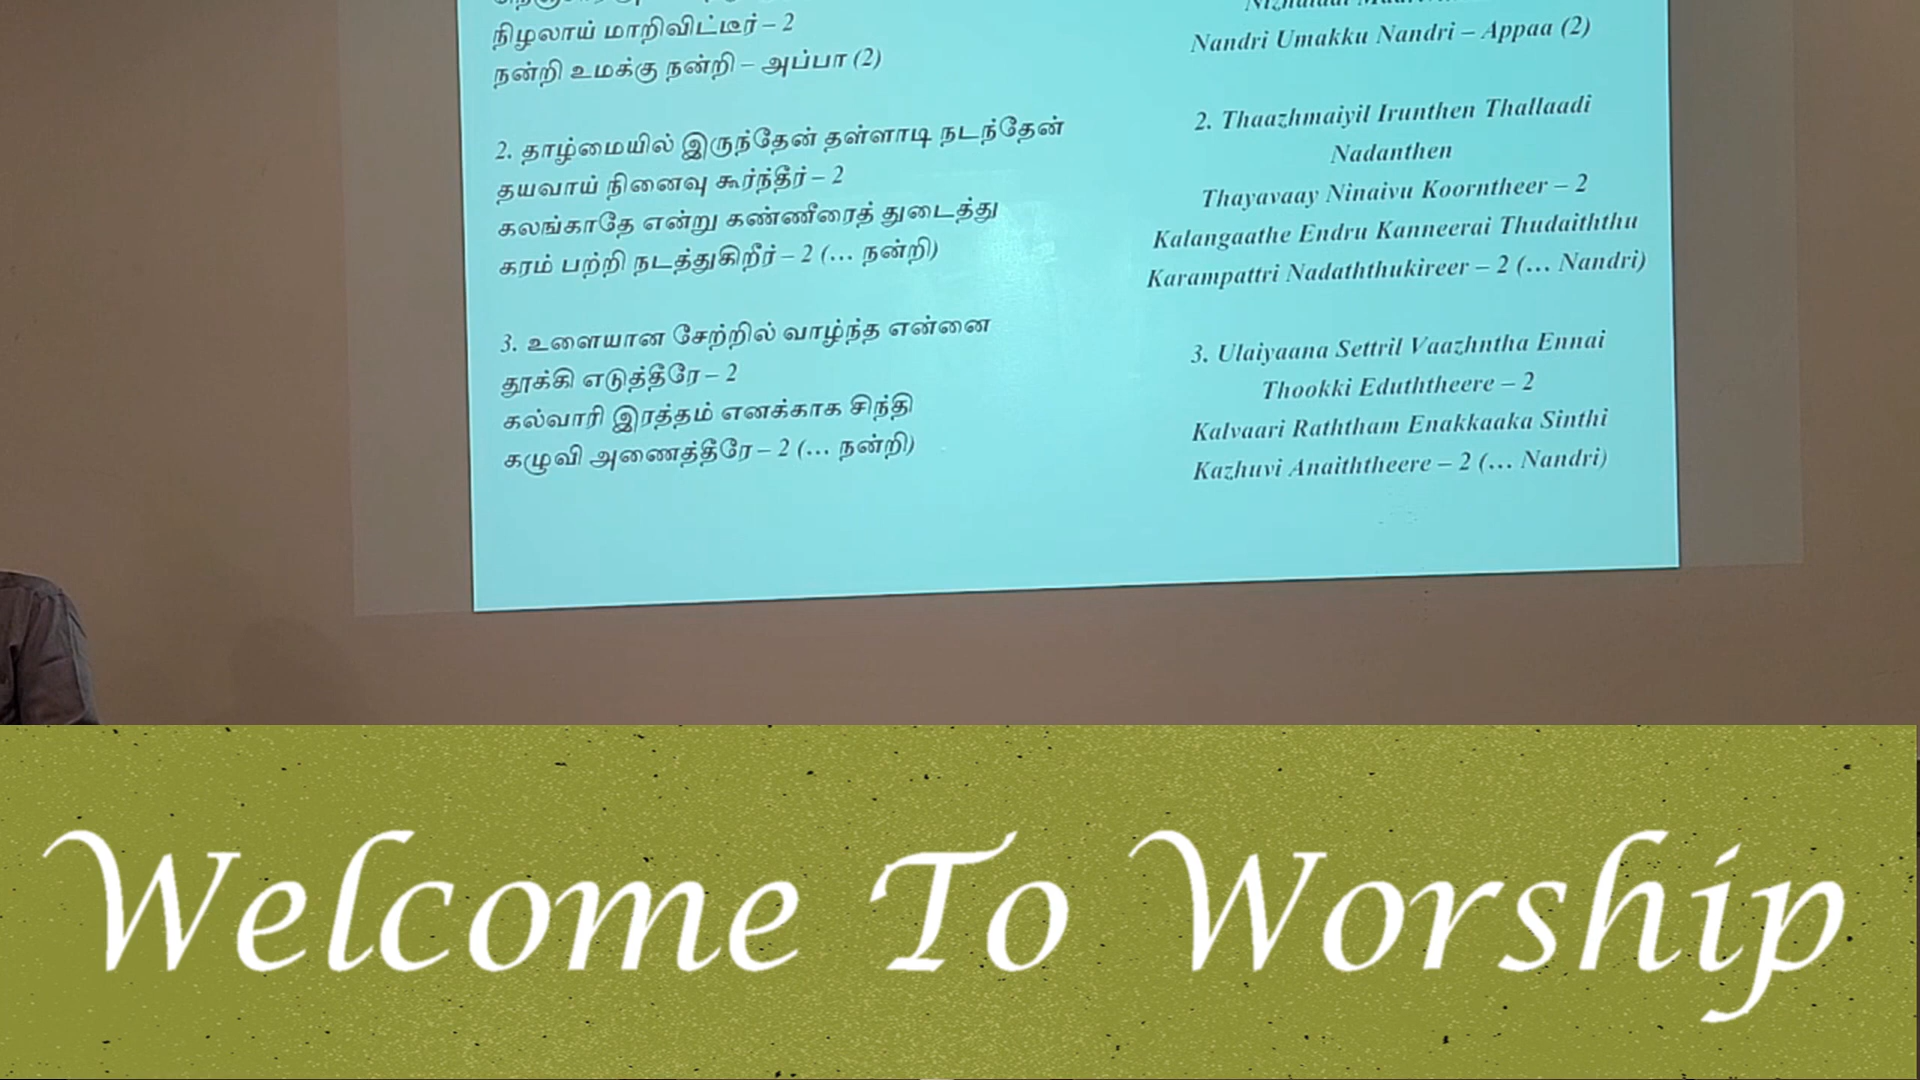 நிழலாய் மாறிவிட்டீர் – 2
நன்றி உமக்கு நன்றி – அப்பா (2)
2. தாழ்மையில் இருந்தேன் தள்ளாடி நடந்தேன்
தயவாய் நினைவு கூர்ந்தீர் – 2
கலங்காதே என்று கண்ணீரைத் துடைத்து
கரம் பற்றி நடத்துகிறீர் – 2 (… நன்றி)
3. உளையான சேற்றில் வாழ்ந்த என்னை
தூக்கி எடுத்தீரே – 2
கல்வாரி இரத்தம் எனக்காக சிந்தி
கழுவி அணைத்தீரே – 2 (… நன்றி)
Nandri Umakku Nandri – Appaa (2)
2. Thaazhmaiyil Irunthen Thallaadi
Nadanthen
Thayavaay Ninaivu Koorntheer – 2
Kalangaathe Endru Kanneerai Thudaiththu
Karampattri Nadaththukireer – 2 (… Nandri)
3. Ulaiyaana Settril Vaazhntha Ennai
Thookki Eduththeere – 2
Kalvaari Raththam Enakkaaka Sinthi
Kazhuvi Anaiththeere – 2 (… Nandri)
Welcome To Worship